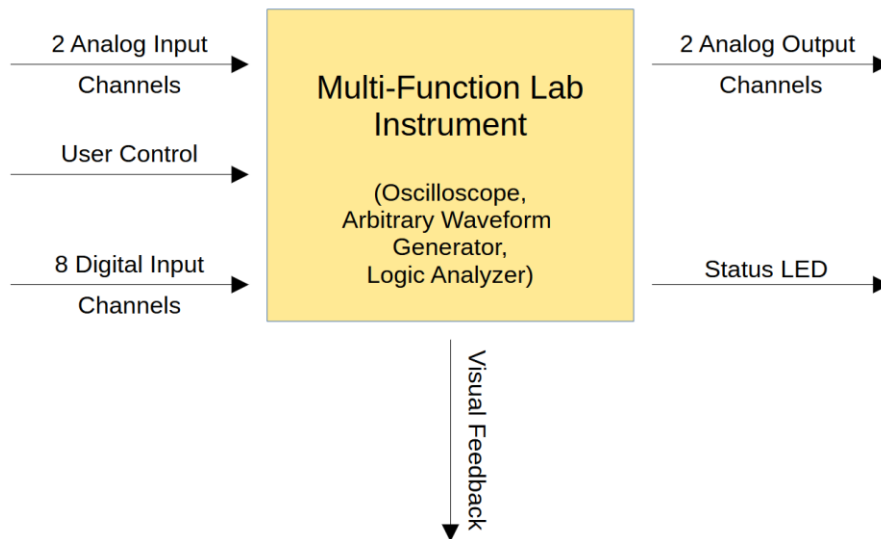 2 Analog Input
Channels
User Control
8 Digital Input
Channels
Multi-Function Lab
Instrument
(Oscilloscope,
Arbitrary Waveform
Generator,
Logic Analyzer)
2 Analog Output
Channels
Status LED
Visual Feedback